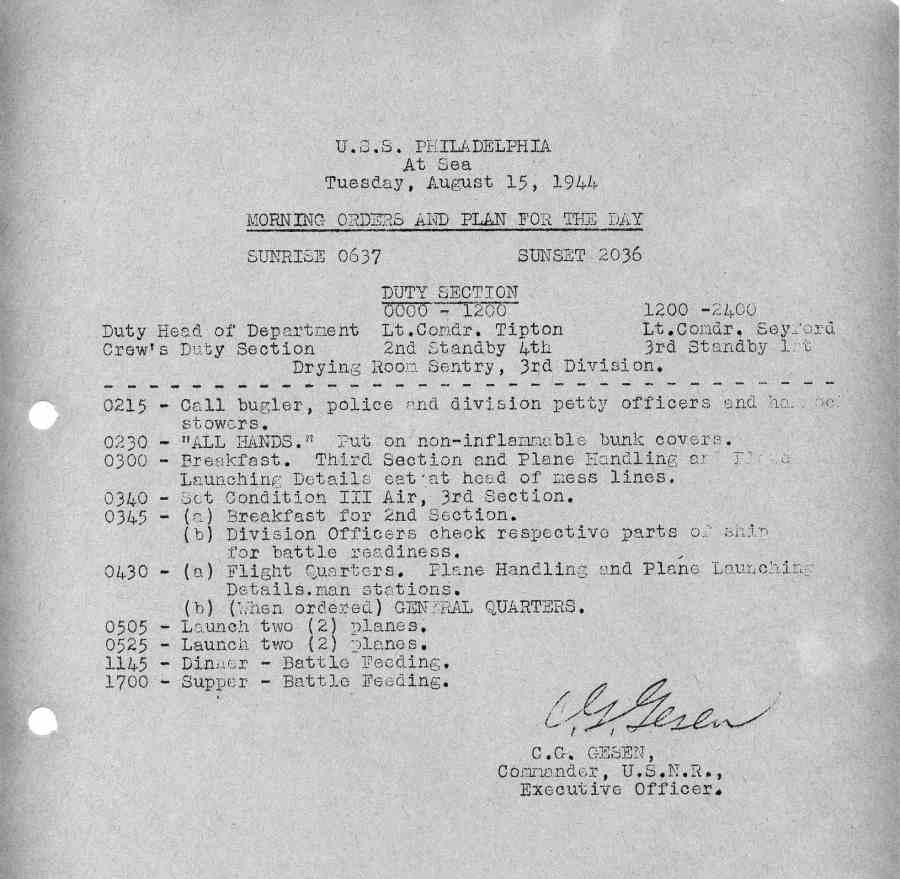 U.S.S. PHILADELPHIA
At Sea
Tuesday, August 15, 1944
MORNING ORDERS AND PLAN FOR THE DAY
SUNRISE 0637 SUNSET 2036
DUTY SECTION
0000 - 1200 1200 -2400
Duty Head of Department Lt.Comdr. Tipton Lt.Comdr. Seyford
Crew's Duty Section 2nd Standby 4th 3rd Standby 1st
Drying Room Sentry, 3rd Division.
0215 - Call bugler, police and division petty officers and
stowers.
0230 - "ALL HANDS." Put on non-inflammable bunk covers.
0300 - Breakfast. Third Section and Plane Handling and Plane
Launching Details eat at head of mess lines.
0340 - Set Condition III Air, 3rd Section.
0345 - (a) Breakfast for 2nd Section.
(b) Division Officers check respective parts of ship
for battle readiness.
0430 - (a) Flight Quarters. Plane Handling and Plane Launching
Details.man stations.
(b) (When ordered) GENERAL QUARTERS.
0505 - Launch two (2) planes.
0525 - Launch two (2) planes.
1145 - Dinner - Battle Feeding.
1700 - Supper - Battle Feeding.
C.G. Gesen
C.G. GESEN,
Commander, U.S.N.R.,
Executive Officer.